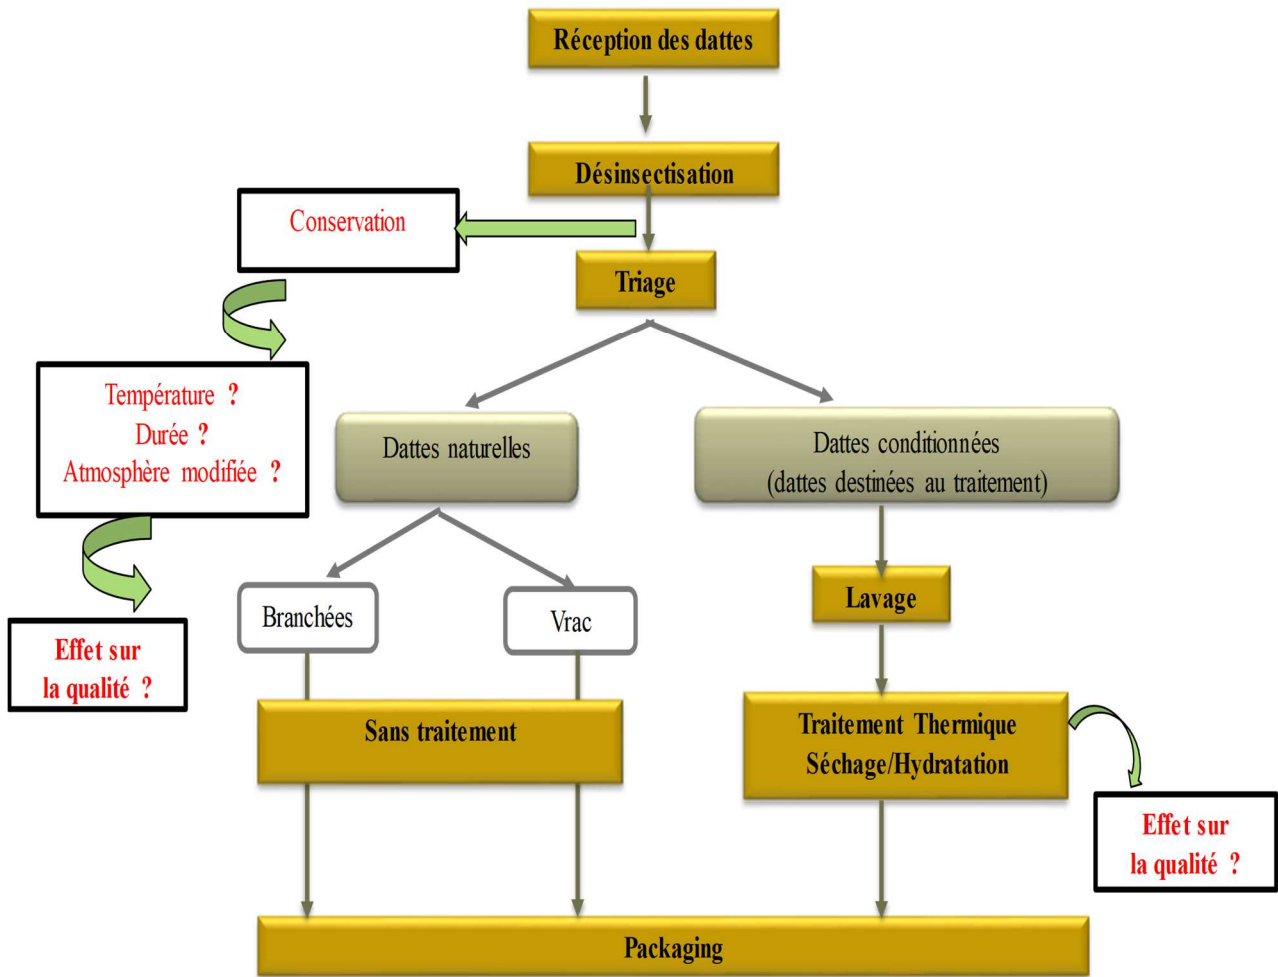 Réception des dattes
Désinsectisation
Conservation
Triage
Température ?
Durée ?
Atmosphère modifiée ?
Dattes naturelles
Dattes conditionnées
(dattes destinées au traitement)
Branchées
Vrac
Lavage
Effet sur
la qualité ?
Sans traitement
Traitement Thermique
Séchage/Hydratation
Effet sur
la qualité ?
Packaging